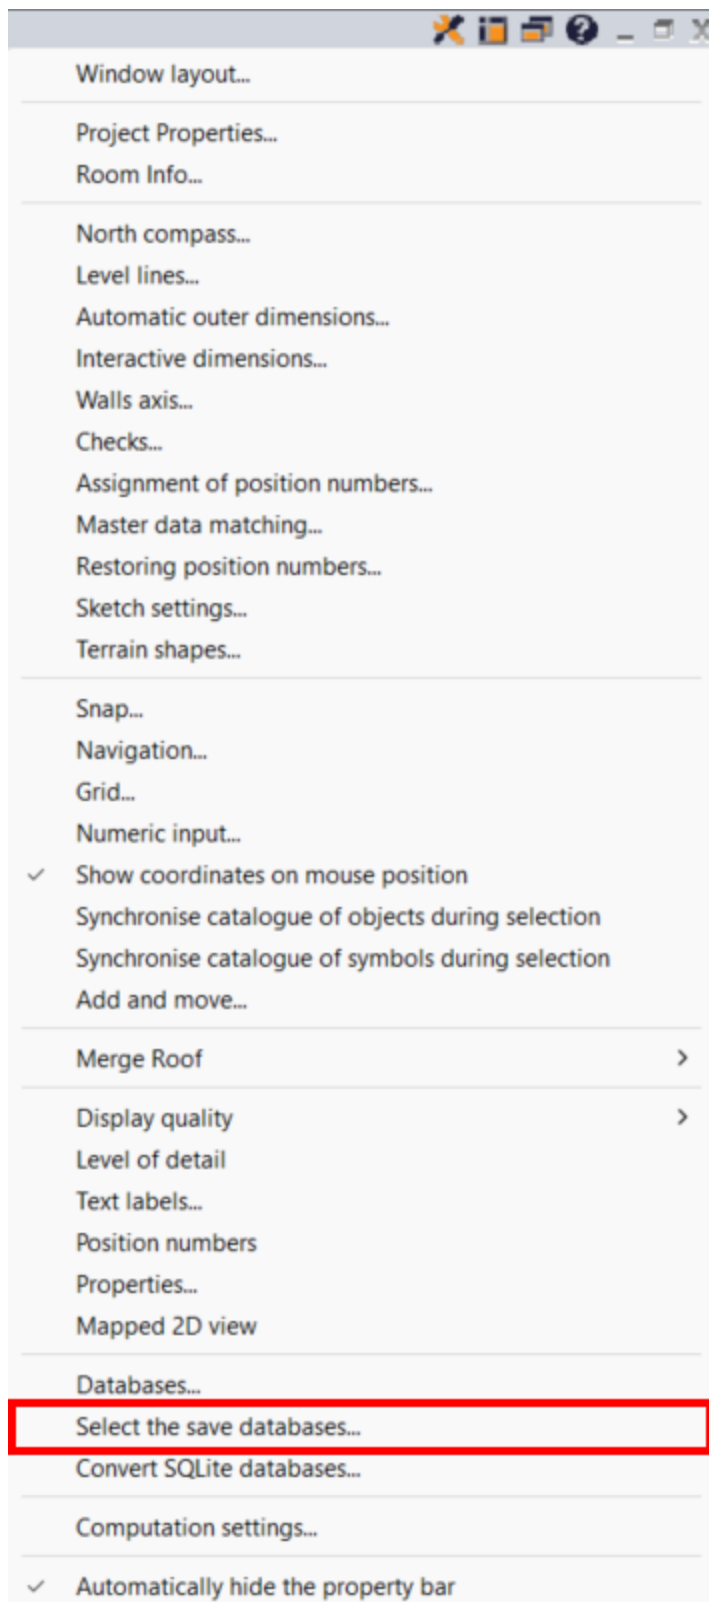 Window layout...
Project Properties...
Room Info...
North compass...
Level lines...
Automatic outer dimensions...
Interactive dimensions...
Walls axis...
Checks...
Assignment of position numbers...
Master data matching...
Restoring position numbers...
Sketch settings...
Terrain shapes...
Snap...
Navigation...
Grid...
Numeric input...
Show coordinates on mouse position
Synchronise catalogue of objects during selection
Synchronise catalogue of symbols during selection
Add and move...
Merge Roof
Display quality
Level of detail
Text labels...
Position numbers
Properties...
Mapped 2D view
Databases...
Select the save databases...
Convert SQLite databases...
Computation settings...
Automatically hide the property bar